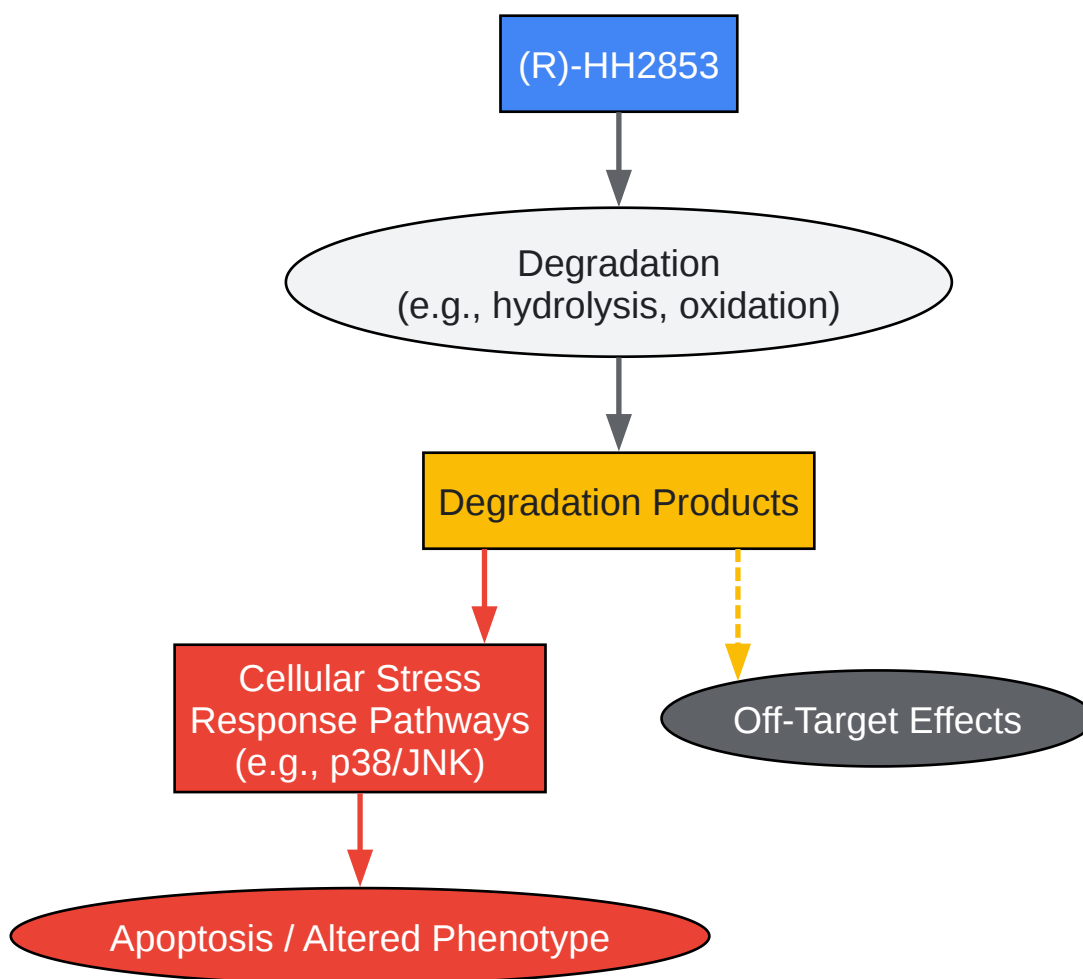 (R)-HH2853
Degradation
(e.g., hydrolysis, oxidation)
Degradation Products
Cellular Stress
Response Pathways
(e.g., p38/JNK)
Off-Target Effects
Apoptosis / Altered Phenotype